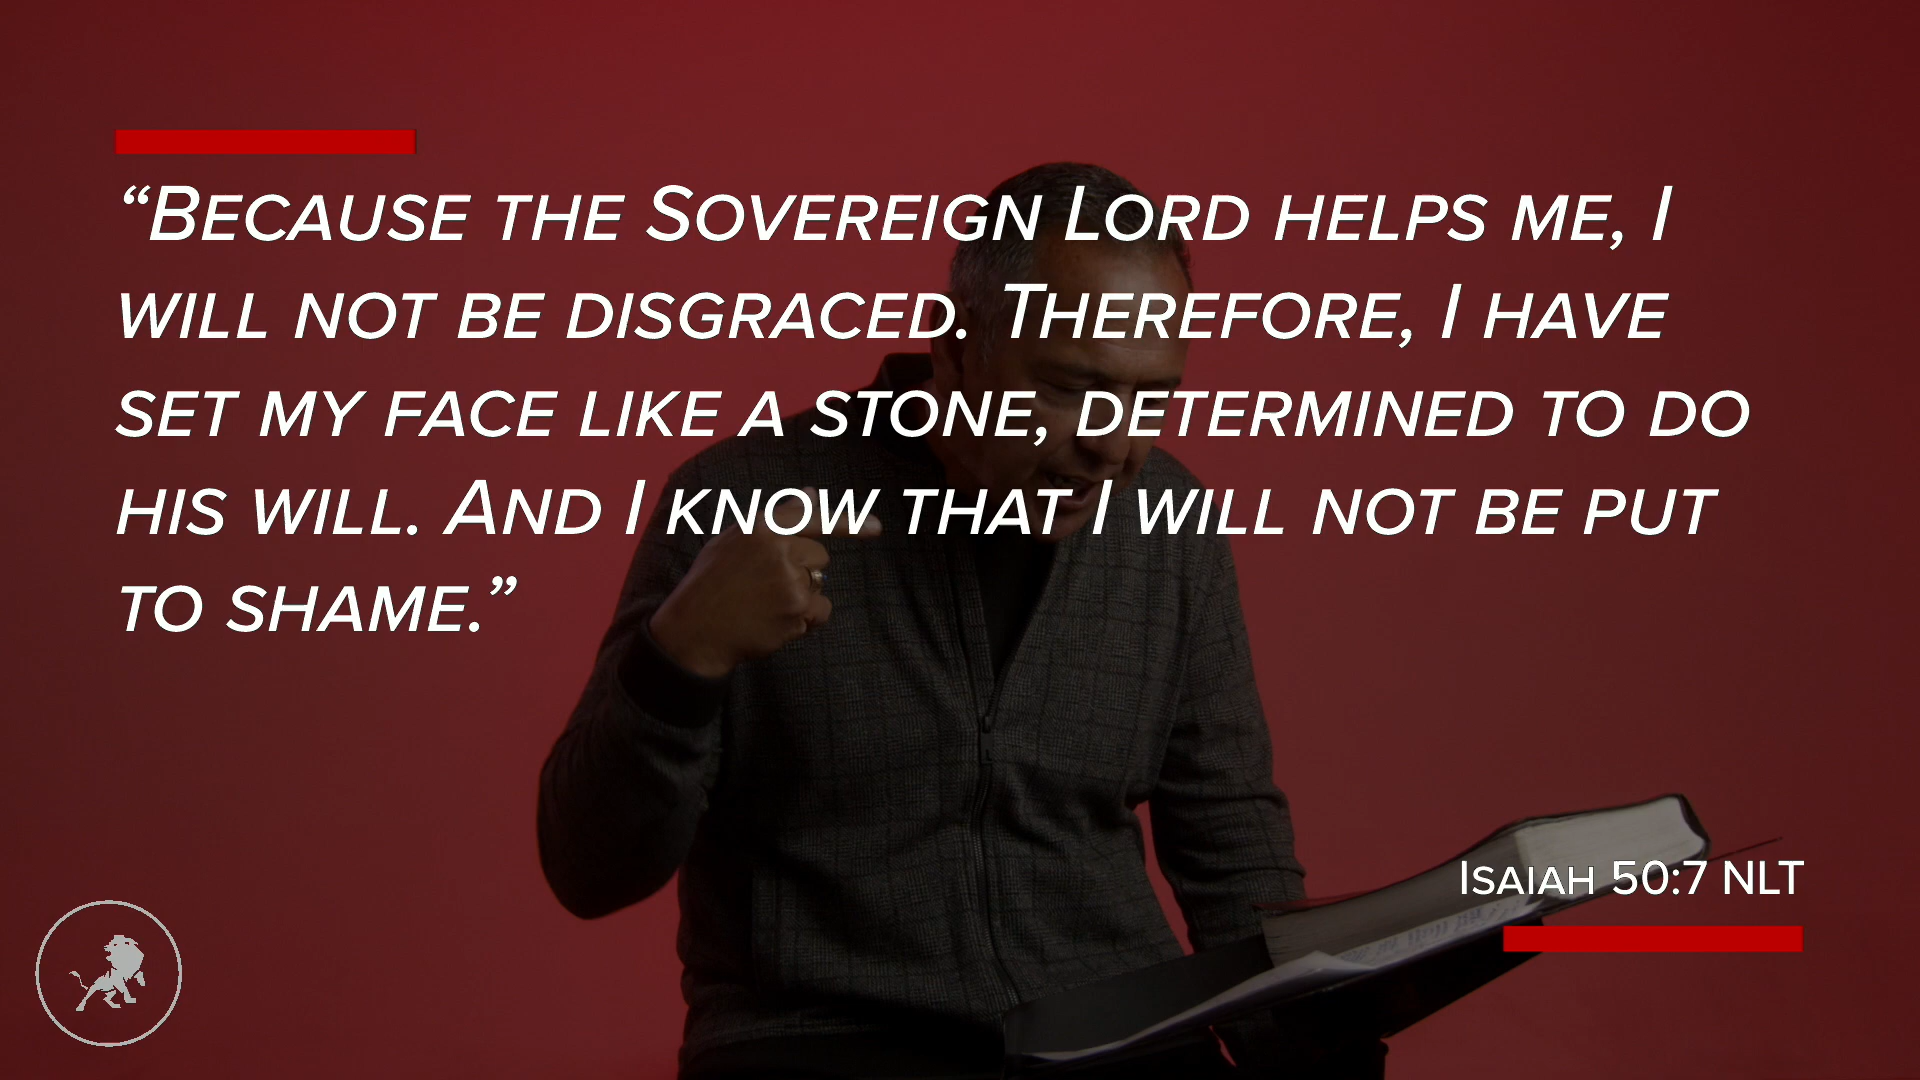 “Because the Sovereign Lord helps me, I
will not be disgraced. Therefore, I have
set my face like a stone, determined to do
his will. And I know that I will not be put
to shame.”
Isaiah 50:7 NLT